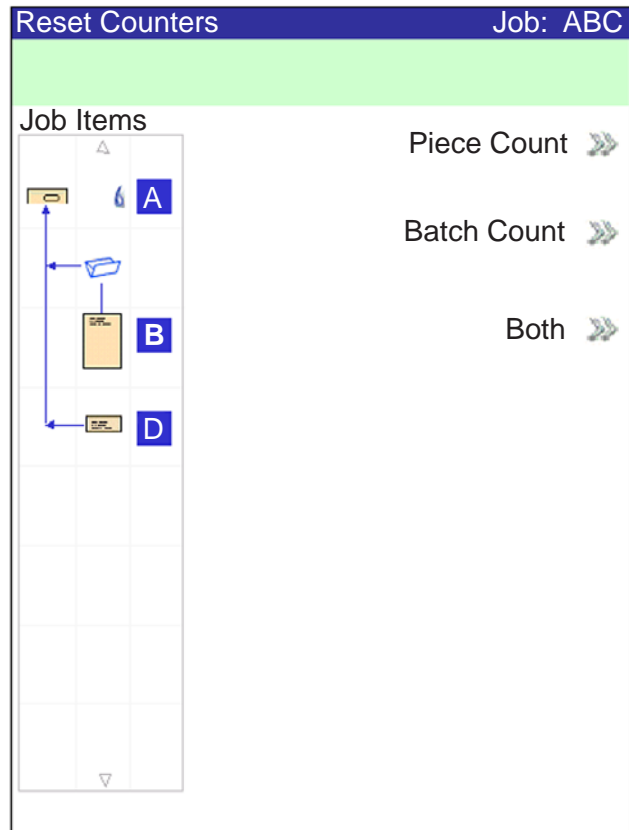 Reset Counters Job: ABC
Job Items
Piece Count
A
Batch Count
B
Both
D